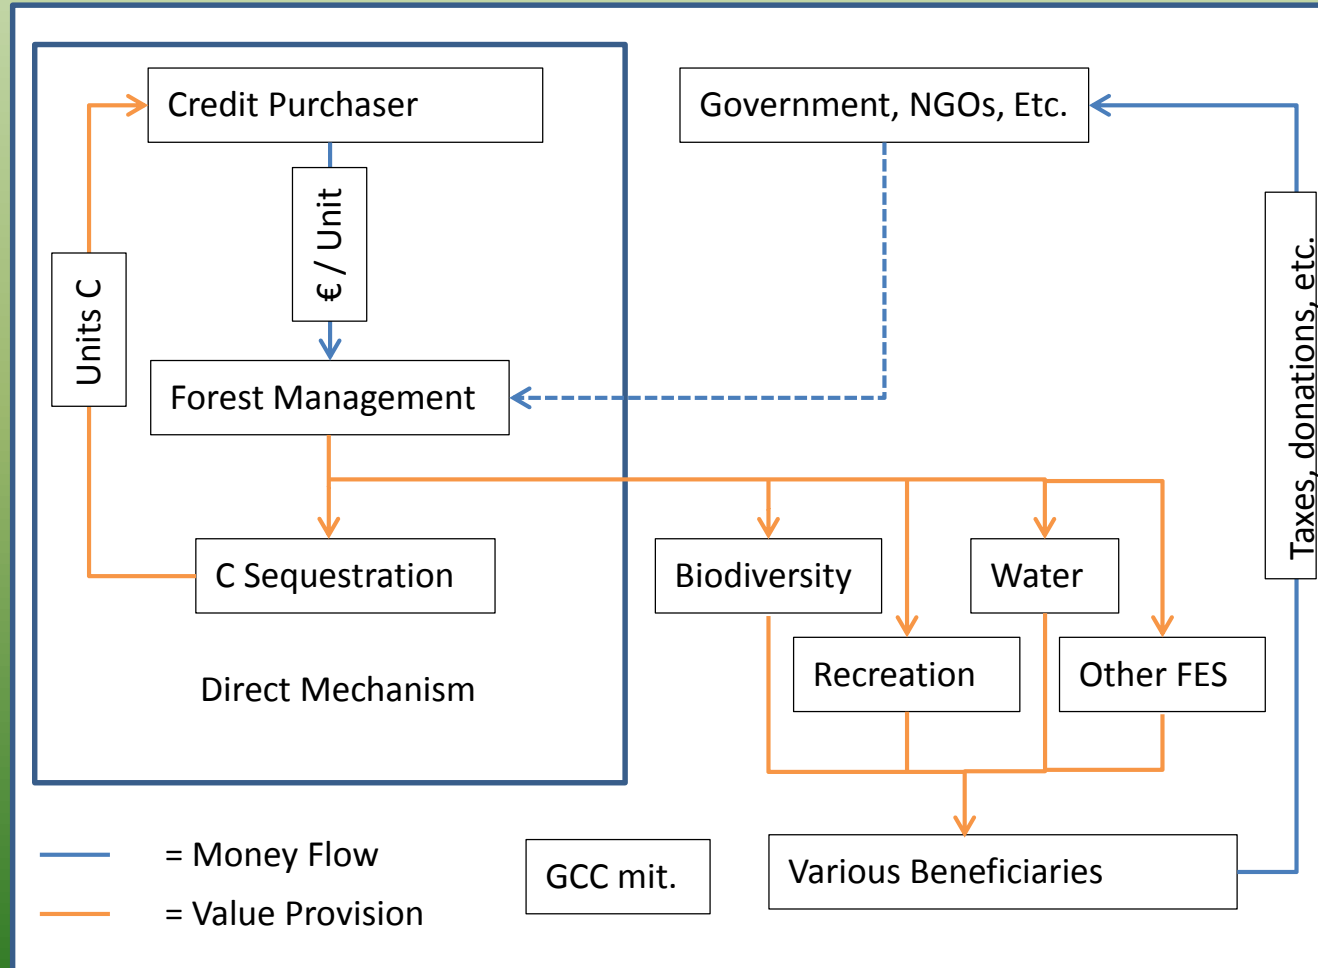 Credit Purchaser
Government, NGOs, Etc.
€ / Unit
Units C
Taxes, donations, etc.
Forest Management
C Sequestration
Biodiversity
Water
Recreation
Other FES
Direct Mechanism
= Money Flow
= Value Provision
GCC mit.
Various Beneficiaries